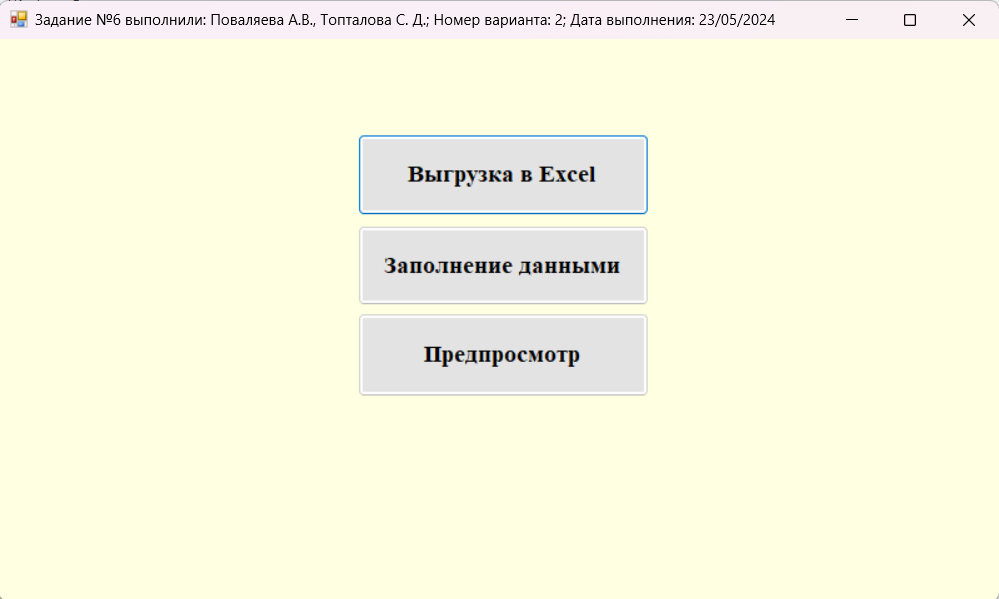 Задание №6 выполнили: Поваляева А.В., Топталова С. Д.; Номер варианта: 2; Дата выполнения: 23/05/2024
Выгрузка в Excel
Заполнение данными
Предпросмотр